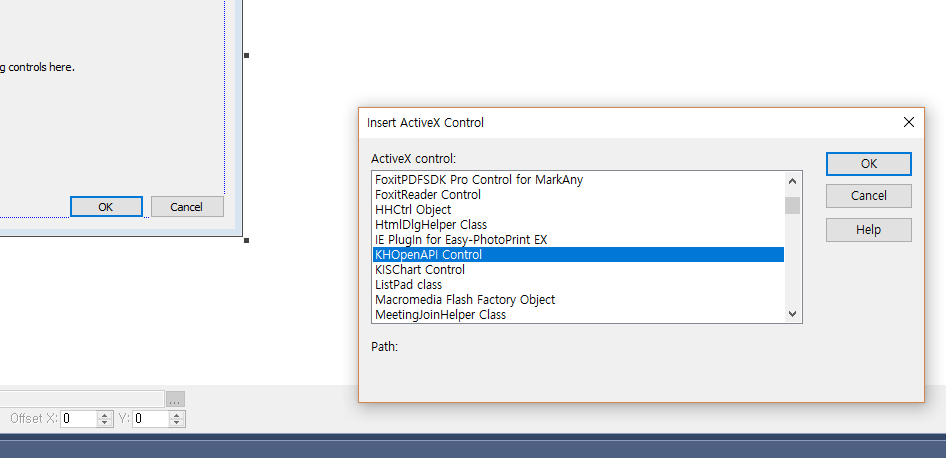 g controls here.
OK
Cancel
Insert ActiveX Control
ActiveX control:
FoxitPDFSDK Pro Control for MarkAny
FoxitReader Control
HHCtrl Object
HtmlDlgHelper Class
IE PlugIn for Easy-PhotoPrint EX
KHOpenAPI Control
KISChart Control
ListPad class
Macromedia Flash Factory Object
MeetingJoinHelper Class
OK
Cancel
Help
Path:
...
Offset X: 0 Y: 0